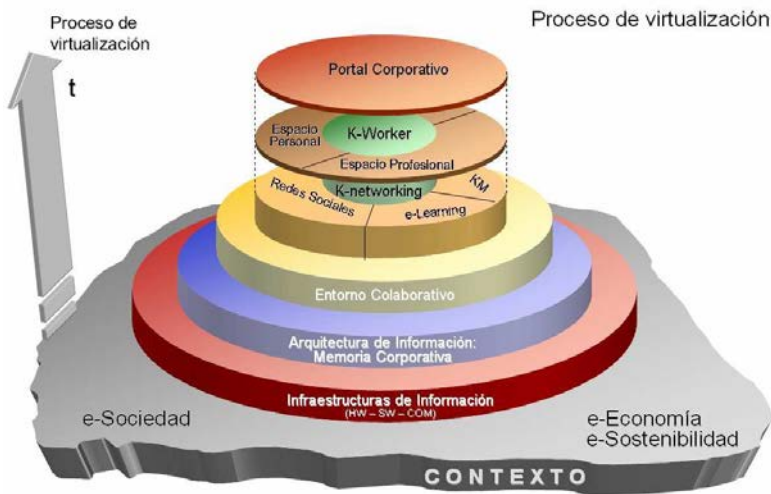 Proceso de
virtualización
Proceso de virtualización
t
Portal Corporativo
Espacio
Personal
K-Worker
Espacio Profesional
Redes Sociales
K-networking
KM
e-Learning
Entorno Colaborativo
Arquitectura de Información:
Memoria Corporativa
Infraestructuras de Información
(HW – SW – COM)
e-Sociedad
e-Economía
e-Sostenibilidad
CONTEXTO